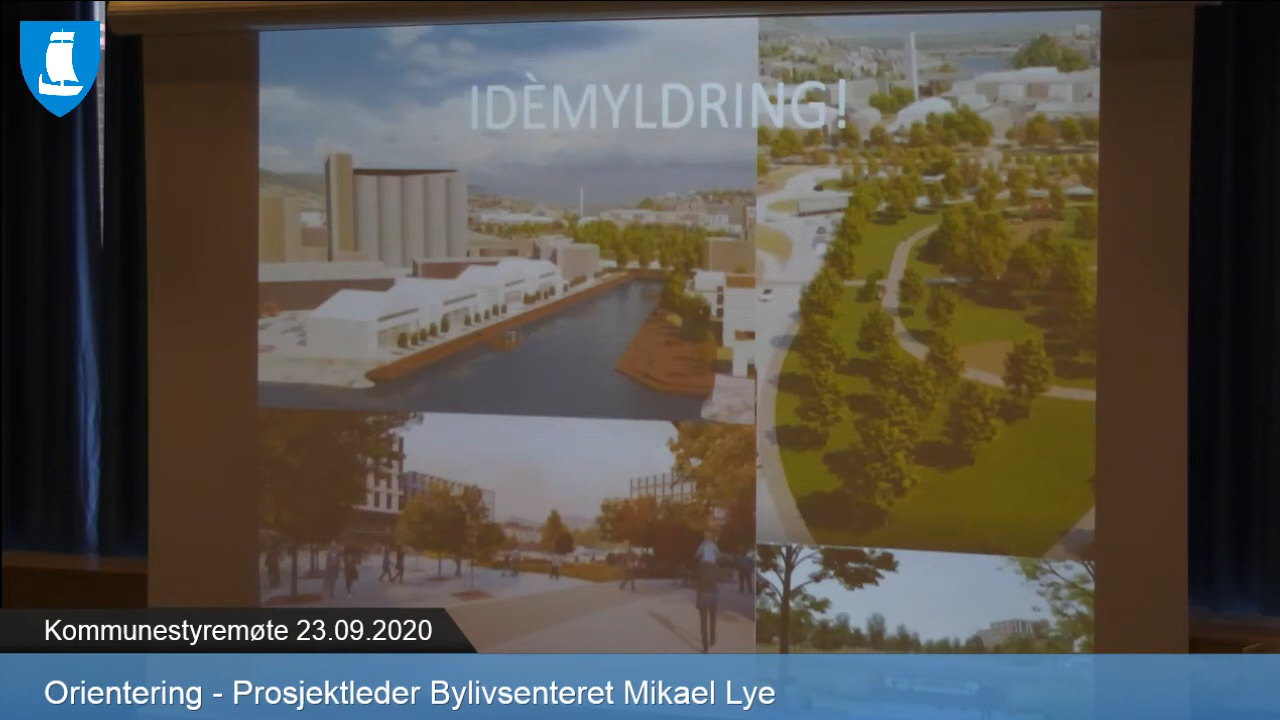 IDÈMYLDRING!
Kommunestyremøte 23.09.2020
Orientering - Prosjektleder Bylivsenteret Mikael Lye